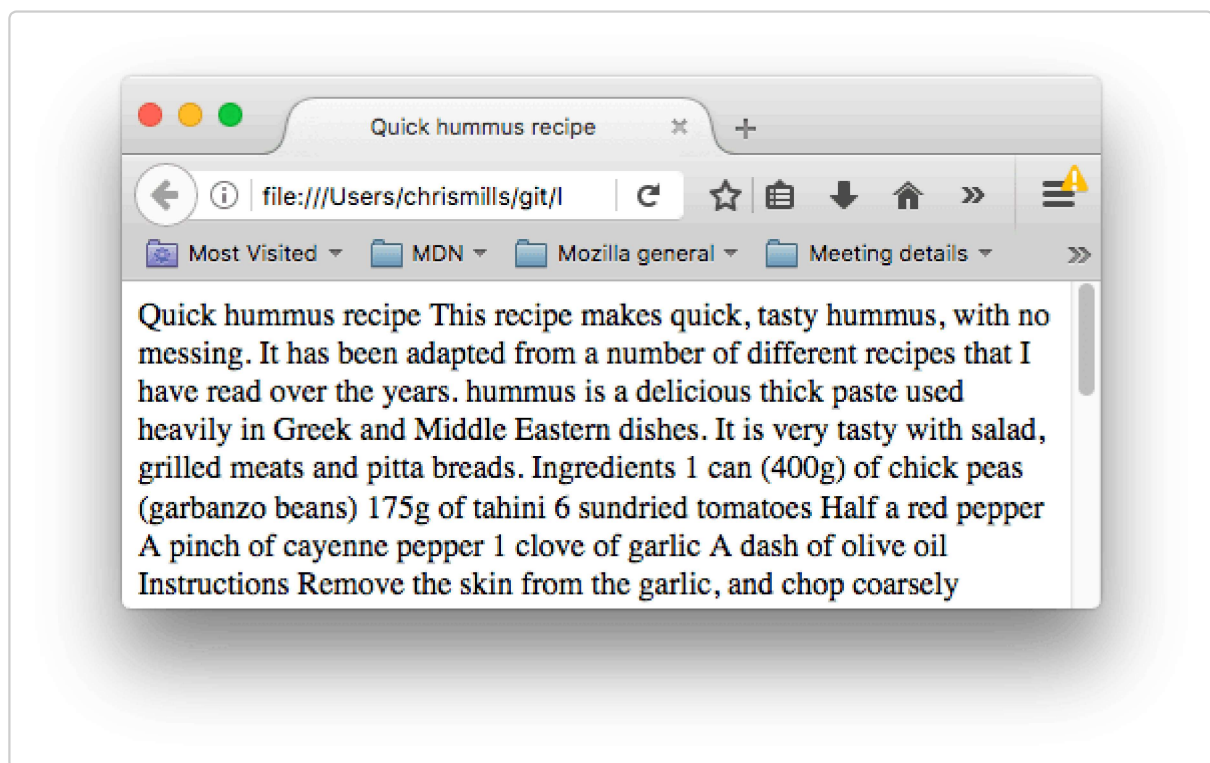 Quick hummus recipe
file:///Users/chrismills/git/l
Most Visited MDN Mozilla general Meeting details
Quick hummus recipe This recipe makes quick, tasty hummus, with no
messing. It has been adapted from a number of different recipes that I
have read over the years. hummus is a delicious thick paste used
heavily in Greek and Middle Eastern dishes. It is very tasty with salad,
grilled meats and pitta breads. Ingredients 1 can (400g) of chick peas
(garbanzo beans) 175g of tahini 6 sundried tomatoes Half a red pepper
A pinch of cayenne pepper 1 clove of garlic A dash of olive oil
Instructions Remove the skin from the garlic, and chop coarsely